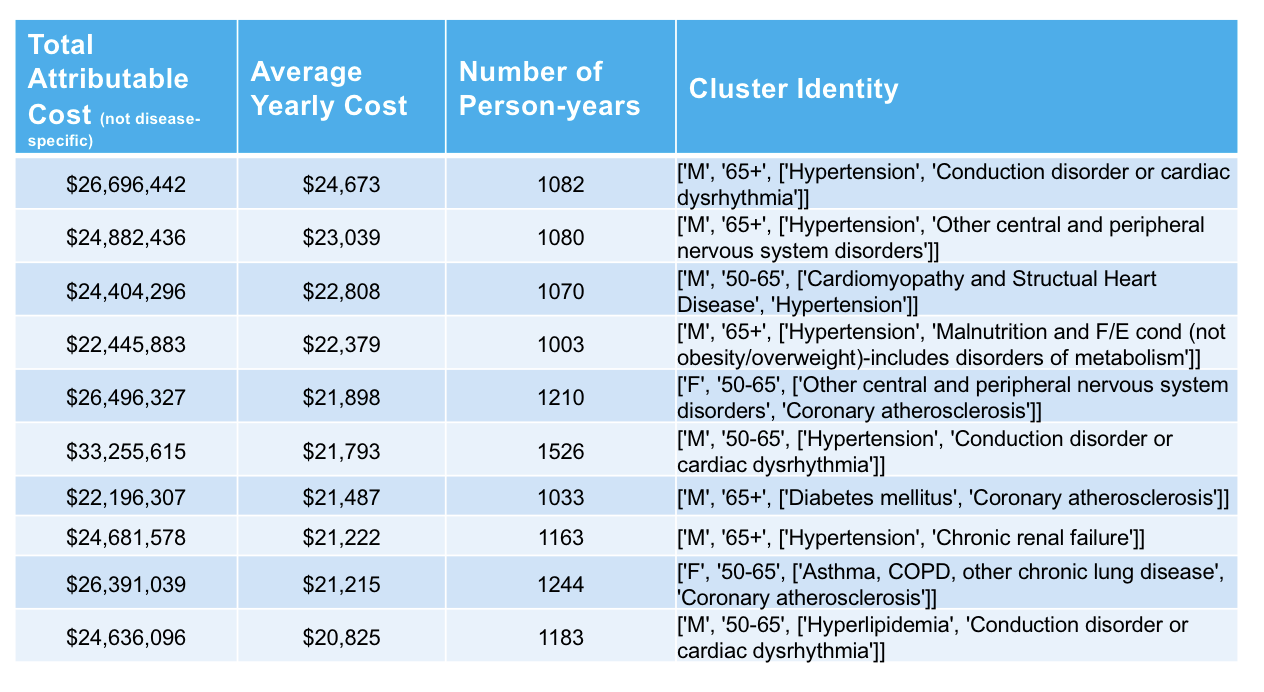 Total
Attributable
Cost (not disease-
specific)
Average
Yearly Cost
Number of
Person-years
Cluster Identity
$26,696,442 $24,673 1082 ['M', '65+', ['Hypertension', 'Conduction disorder or cardiac
dysrhythmia']]
$24,882,436 $23,039 1080 ['M', '65+', ['Hypertension', 'Other central and peripheral
nervous system disorders']]
$24,404,296 $22,808 1070 ['M', '50-65', ['Cardiomyopathy and Structual Heart
Disease', 'Hypertension']]
$22,445,883 $22,379 1003 ['M', '65+', ['Hypertension', 'Malnutrition and F/E cond (not
obesity/overweight)-includes disorders of metabolism']]
$26,496,327 $21,898 1210 ['F', '50-65', ['Other central and peripheral nervous system
disorders', 'Coronary atherosclerosis']]
$33,255,615 $21,793 1526 ['M', '50-65', ['Hypertension', 'Conduction disorder or
cardiac dysrhythmia']]
$22,196,307 $21,487 1033 ['M', '65+', ['Diabetes mellitus', 'Coronary atherosclerosis']]
$24,681,578 $21,222 1163 ['M', '65+', ['Hypertension', 'Chronic renal failure']]
$26,391,039 $21,215 1244 ['F', '50-65', ['Asthma, COPD, other chronic lung disease',
'Coronary atherosclerosis']]
$24,636,096 $20,825 1183 ['M', '50-65', ['Hyperlipidemia', 'Conduction disorder or
cardiac dysrhythmia']]